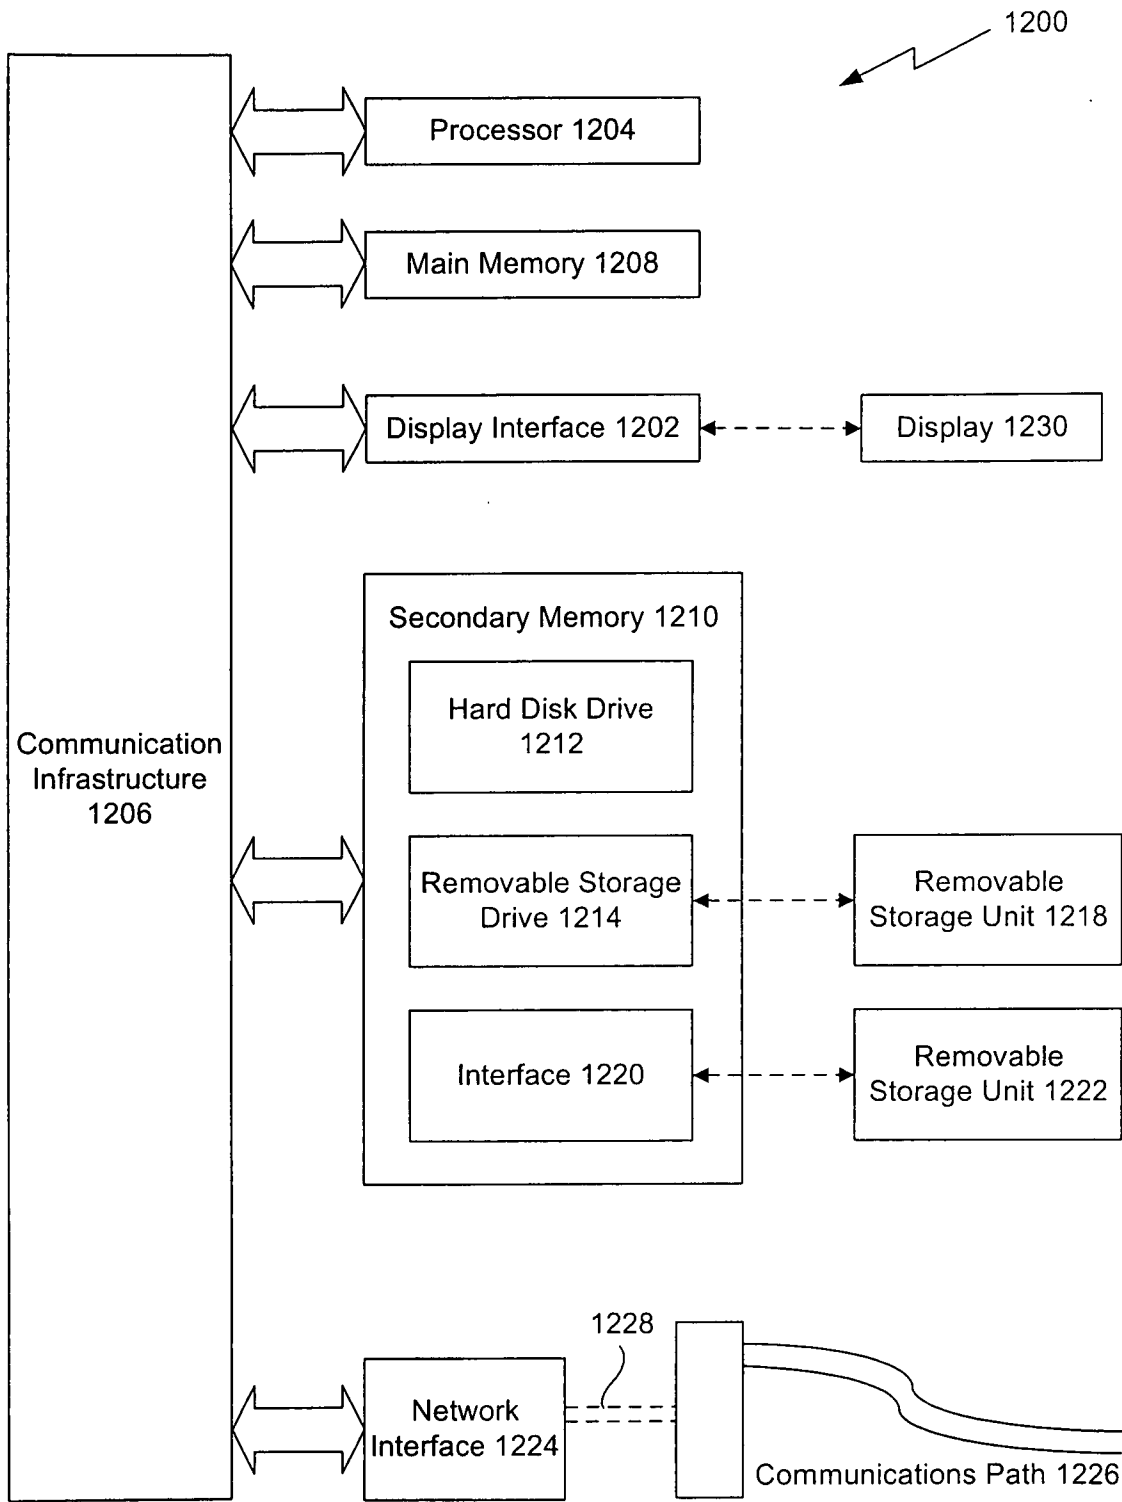 1200
Processor 1204
Main Memory 1208
Display Interface 1202
Display 1230
Secondary Memory 1210
Hard Disk Drive
1212
Communication
Infrastructure
1206
Removable Storage
Drive 1214
Removable
Storage Unit 1218
Interface 1220
Removable
Storage Unit 1222
1228
Network
Interface 1224
Communications Path 1226